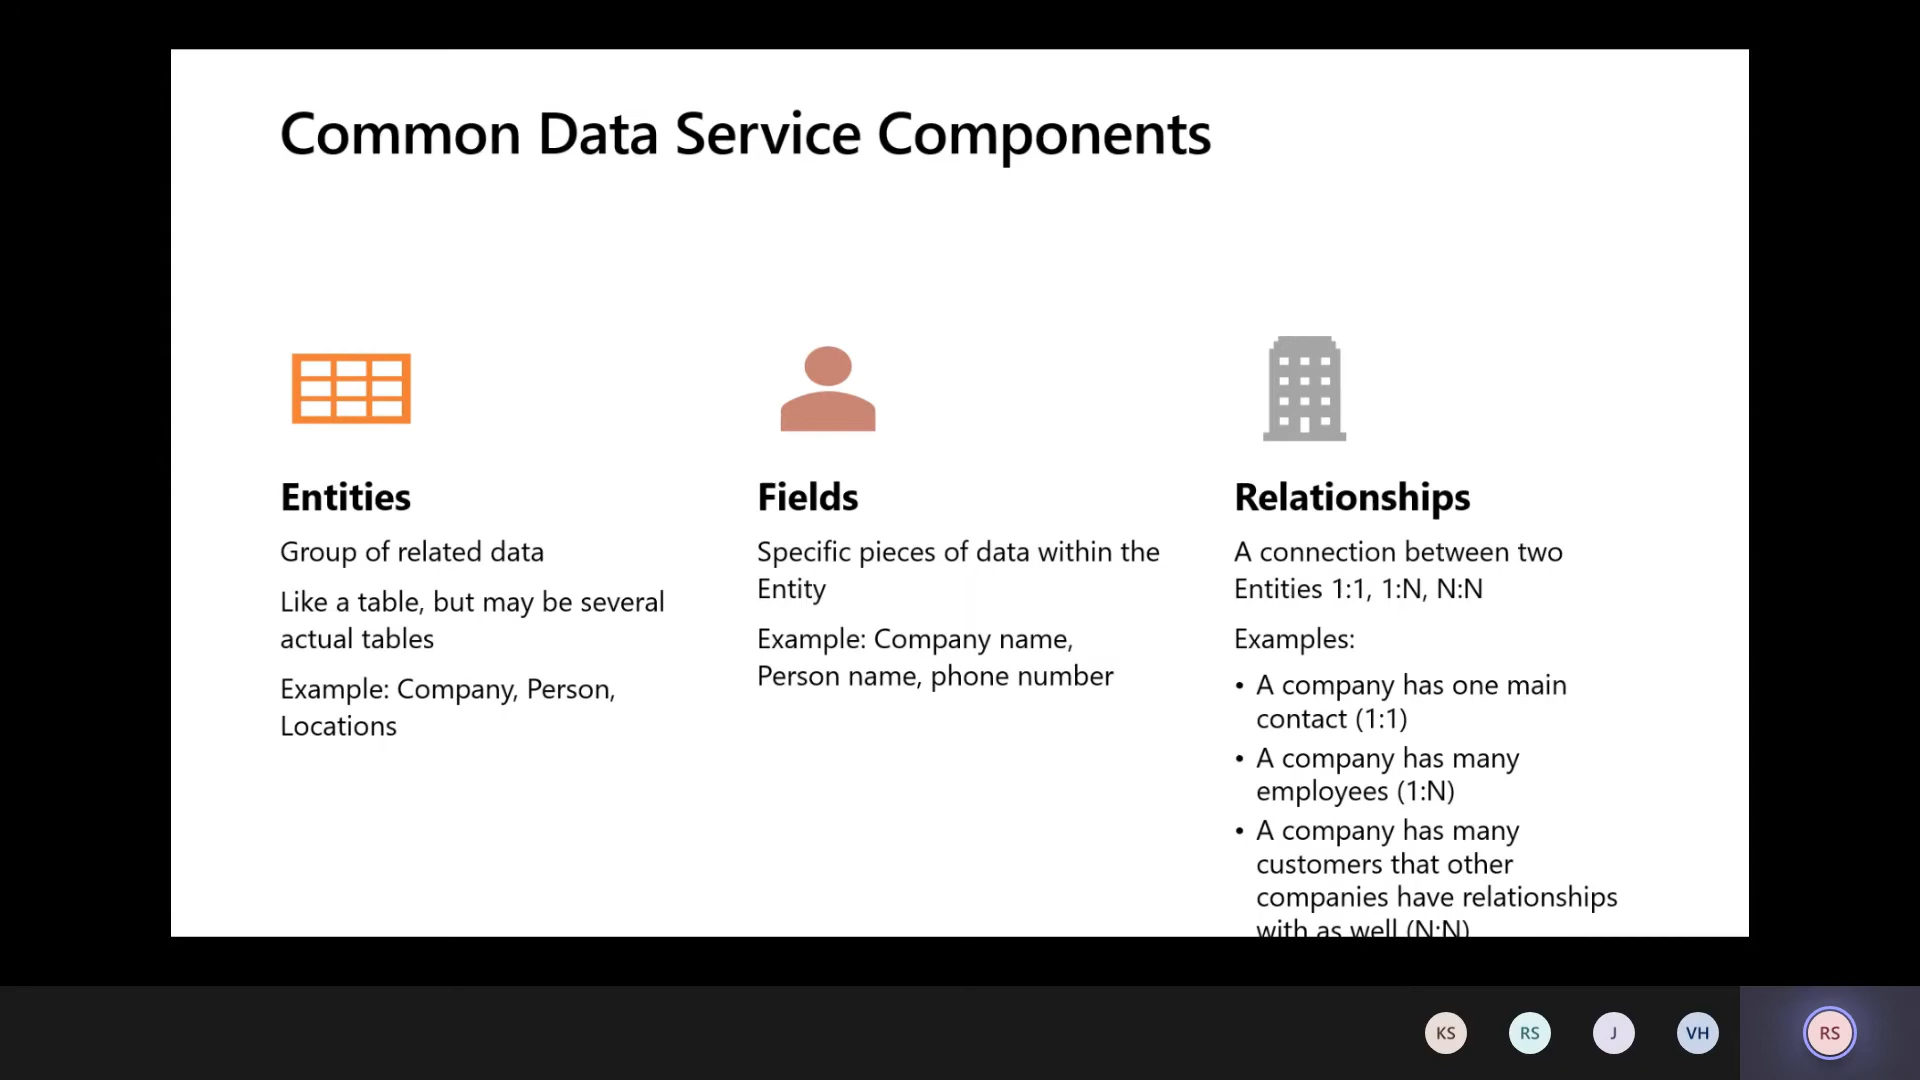 Common Data Service Components
Entities
Group of related data
Like a table, but may be several
actual tables
Example: Company, Person,
Locations
Fields
Specific pieces of data within the
Entity
Example: Company name,
Person name, phone number
Relationships
A connection between two
Entities 1:1, 1:N, N:N
Examples:
• A company has one main
contact (1:1)
• A company has many
employees (1:N)
• A company has many
customers that other
companies have relationships
with as well (N:N)
KS
RS
J
VH
RS